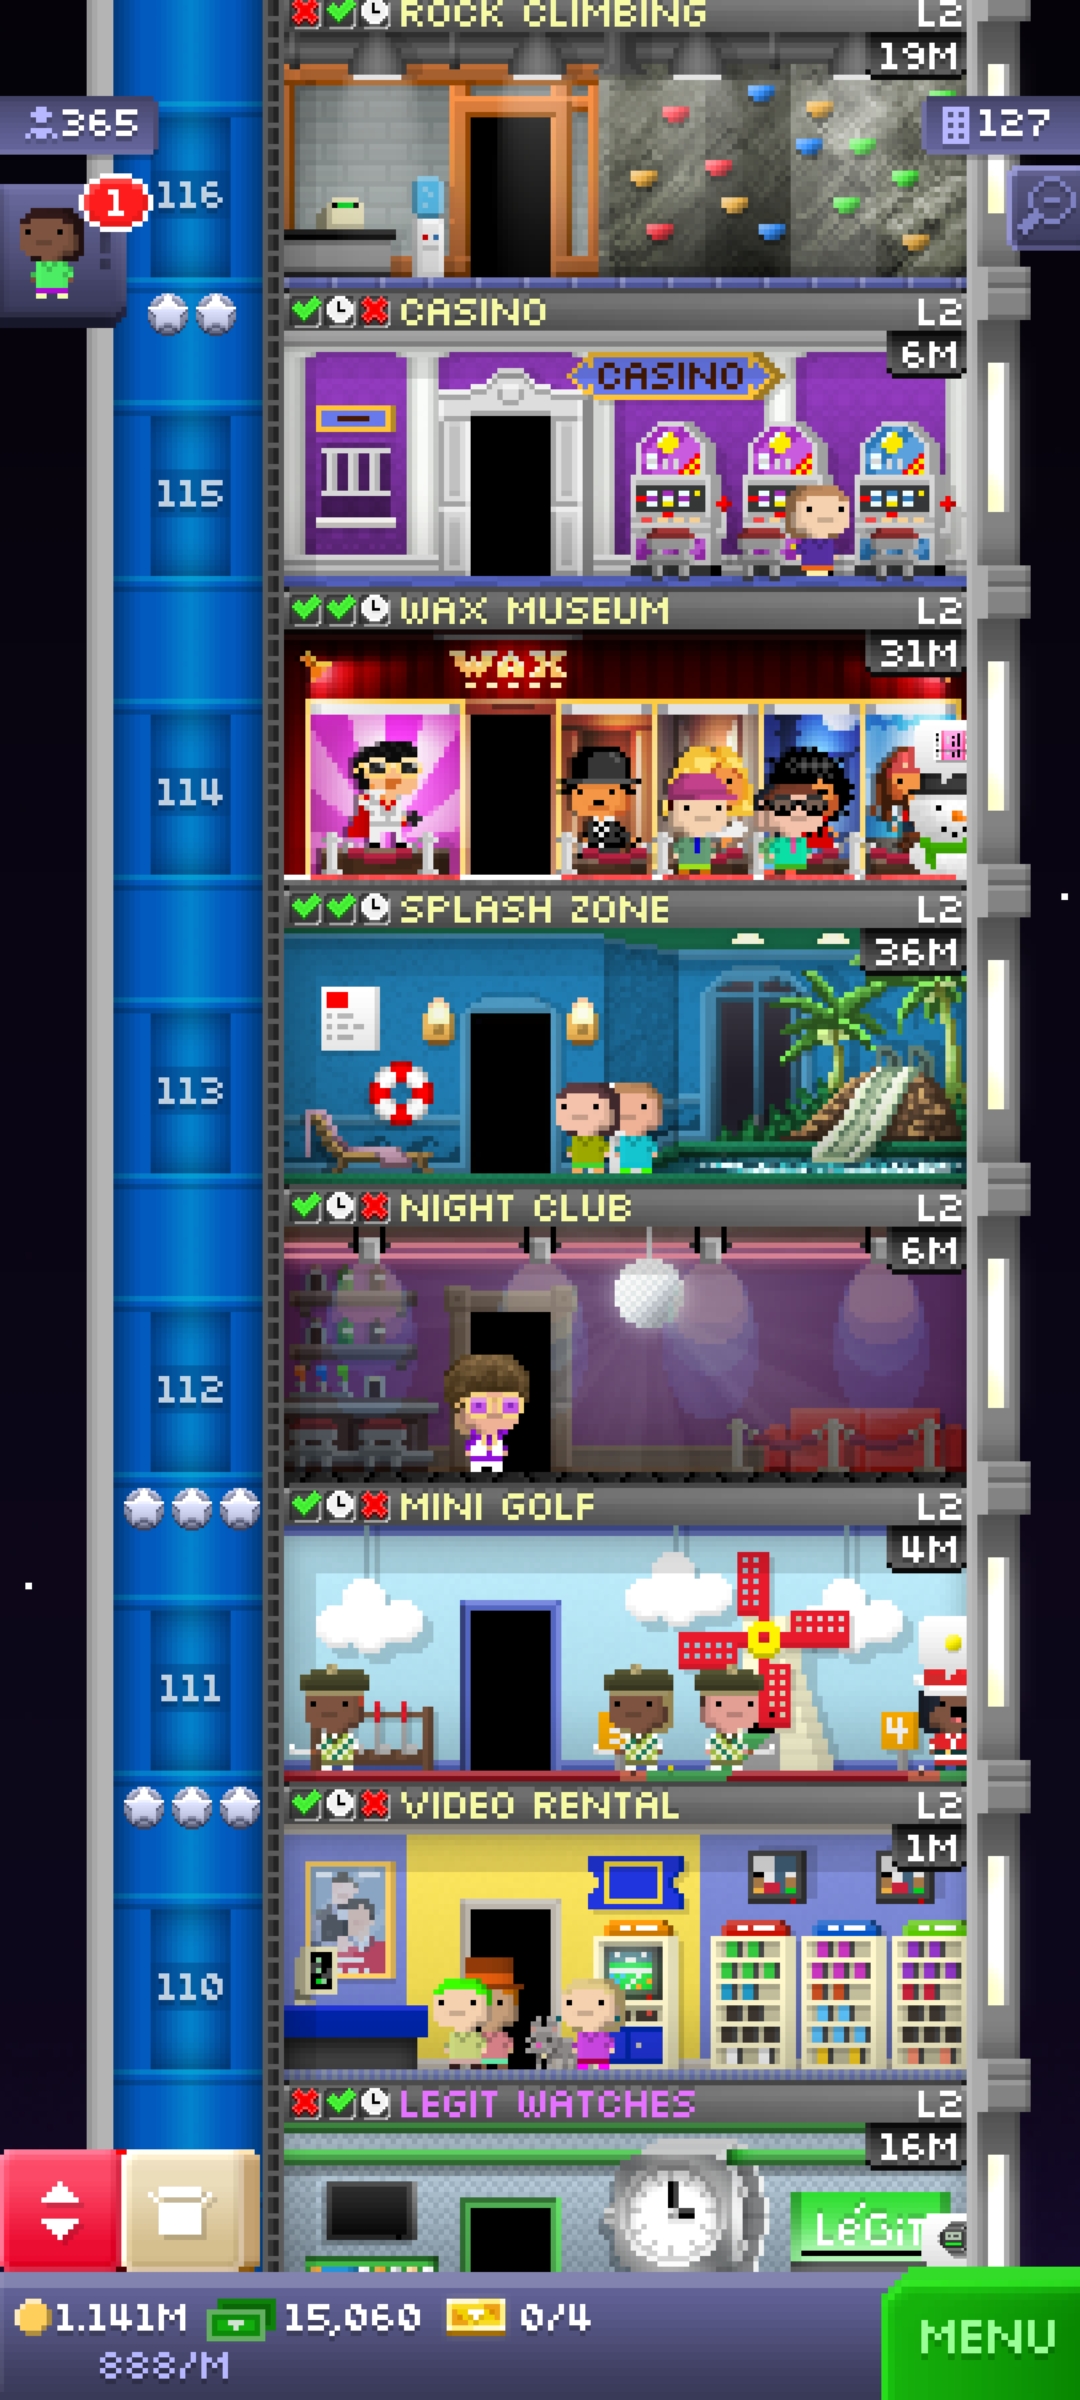 ROCK CLIMBING L2
19M
365
127
1
116
CASINO L2
6M
CASINO
115
WAX MUSEUM L2
31M
WAX
114
SPLASH ZONE L2
36M
113
NIGHT CLUB L2
6M
112
MINI GOLF L2
4M
111
4
VIDEO RENTAL L2
1M
110
LEGIT WATCHES L2
16M
LeGiT
1.141M 15,060 0/4
888/M
MENU